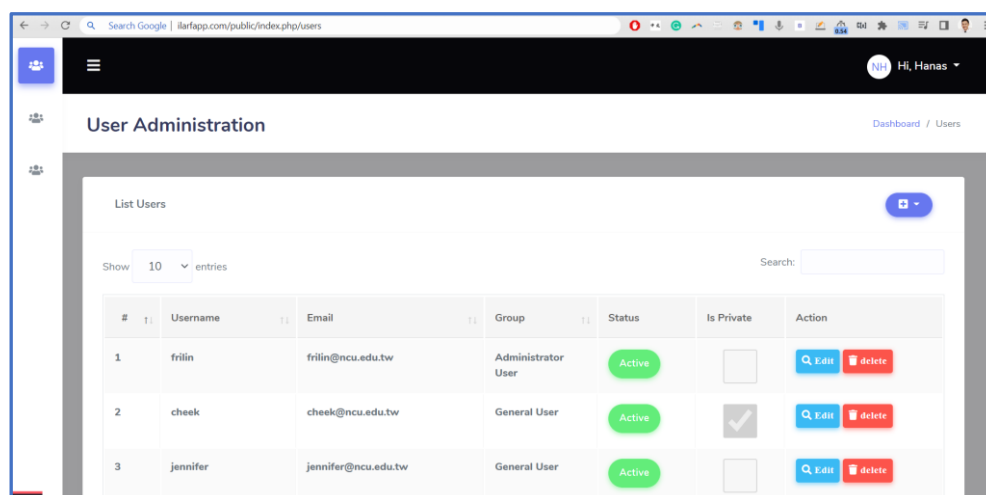 Search Google | ilarfapp.com/public/index.php/users
0.54
NH Hi, Hanas
User Administration
Dashboard / Users
List Users
Show 10 entries
Search:
# Username Email Group Status Is Private Action
1 frilin frilin@ncu.edu.tw Administrator User Active Edit delete
2 cheek cheek@ncu.edu.tw General User Active Edit delete
3 jennifer jennifer@ncu.edu.tw General User Active Edit delete